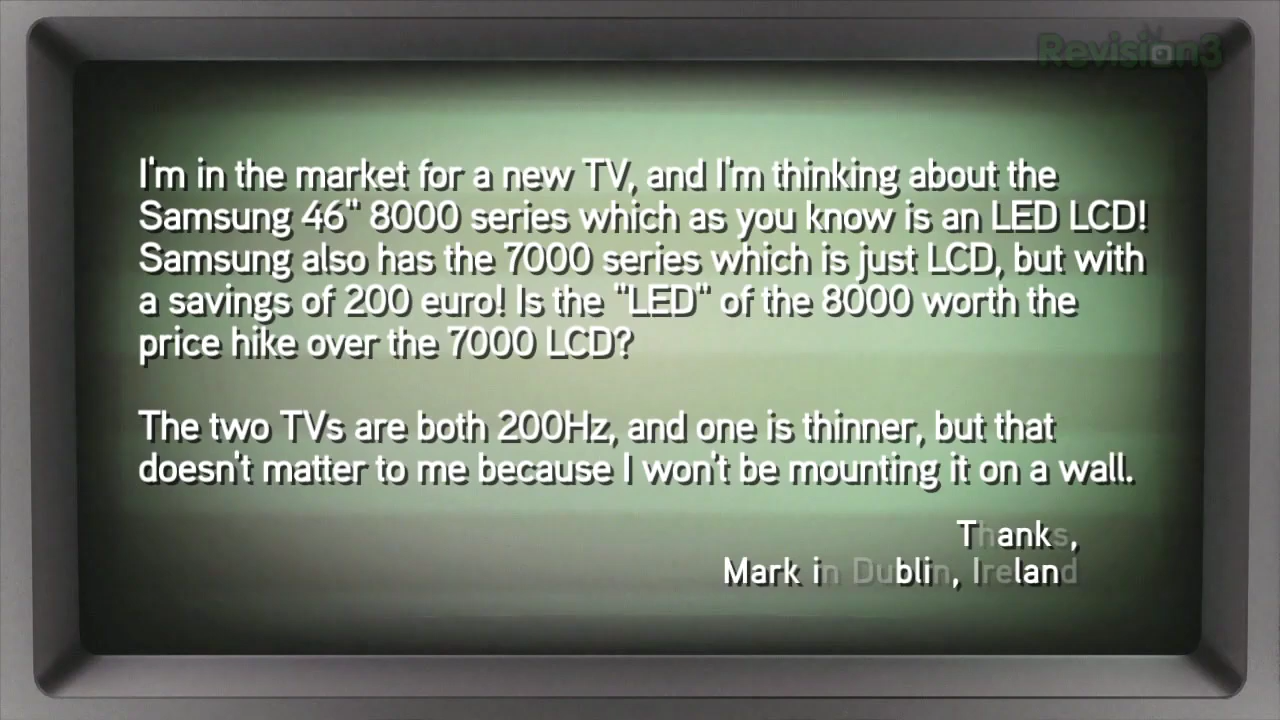 Revision3
I'm in the market for a new TV, and I'm thinking about the
Samsung 46" 8000 series which as you know is an LED LCD!
Samsung also has the 7000 series which is just LCD, but with
a savings of 200 euro! Is the "LED" of the 8000 worth the
price hike over the 7000 LCD?
The two TVs are both 200Hz, and one is thinner, but that
doesn't matter to me because I won't be mounting it on a wall.
Thanks,
Mark in Dublin, Ireland